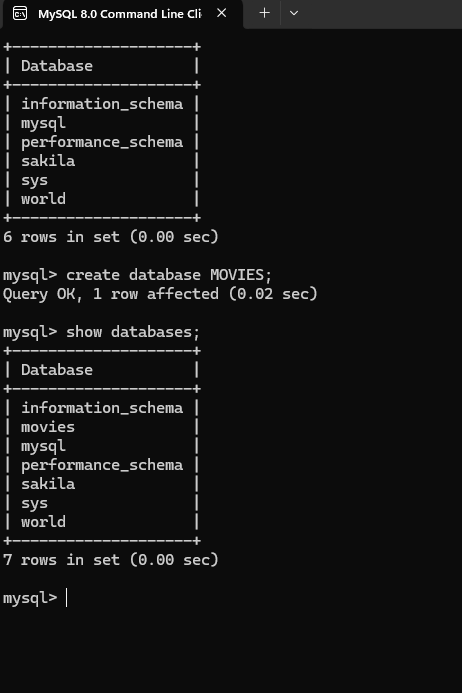 MySQL 8.0 Command Line Cli
+--------------------+
| Database           |
+--------------------+
| information_schema |
| mysql              |
| performance_schema |
| sakila             |
| sys                |
| world              |
+--------------------+
6 rows in set (0.00 sec)
mysql> create database MOVIES;
Query OK, 1 row affected (0.02 sec)
mysql> show databases;
+--------------------+
| Database           |
+--------------------+
| information_schema |
| movies             |
| mysql              |
| performance_schema |
| sakila             |
| sys                |
| world              |
+--------------------+
7 rows in set (0.00 sec)
mysql>